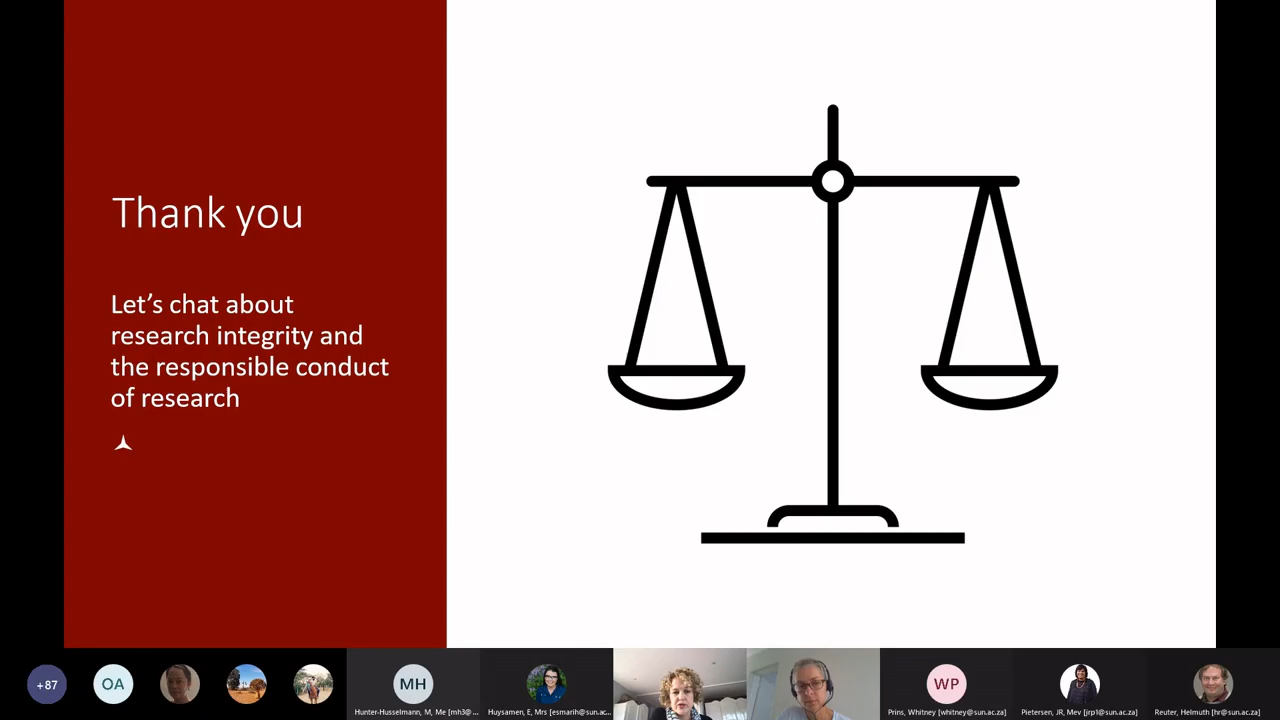 Thank you
Let’s chat about
research integrity and
the responsible conduct
of research
+87
OA
MH
WP
Hunter-Husselmann, M, Me [mh3@...
Huysamen, E, Mrs [esmarih@sun.ac...
Prins, Whitney [whitney@sun.ac.za]
Pietersen, JR, Mev [jrp1@sun.ac.za]
Reuter, Helmuth [hr@sun.ac.za]